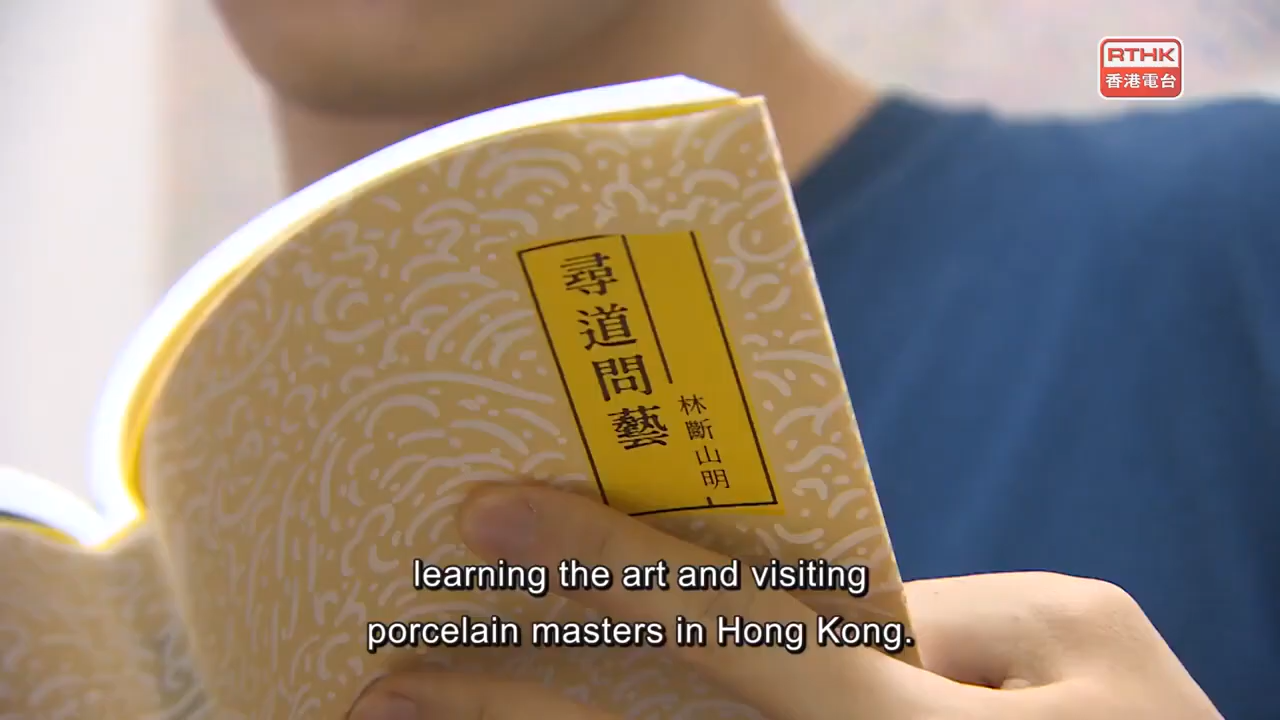 RTHK
香港電台
尋道問藝
林斷山明
learning the art and visiting
porcelain masters in Hong Kong.